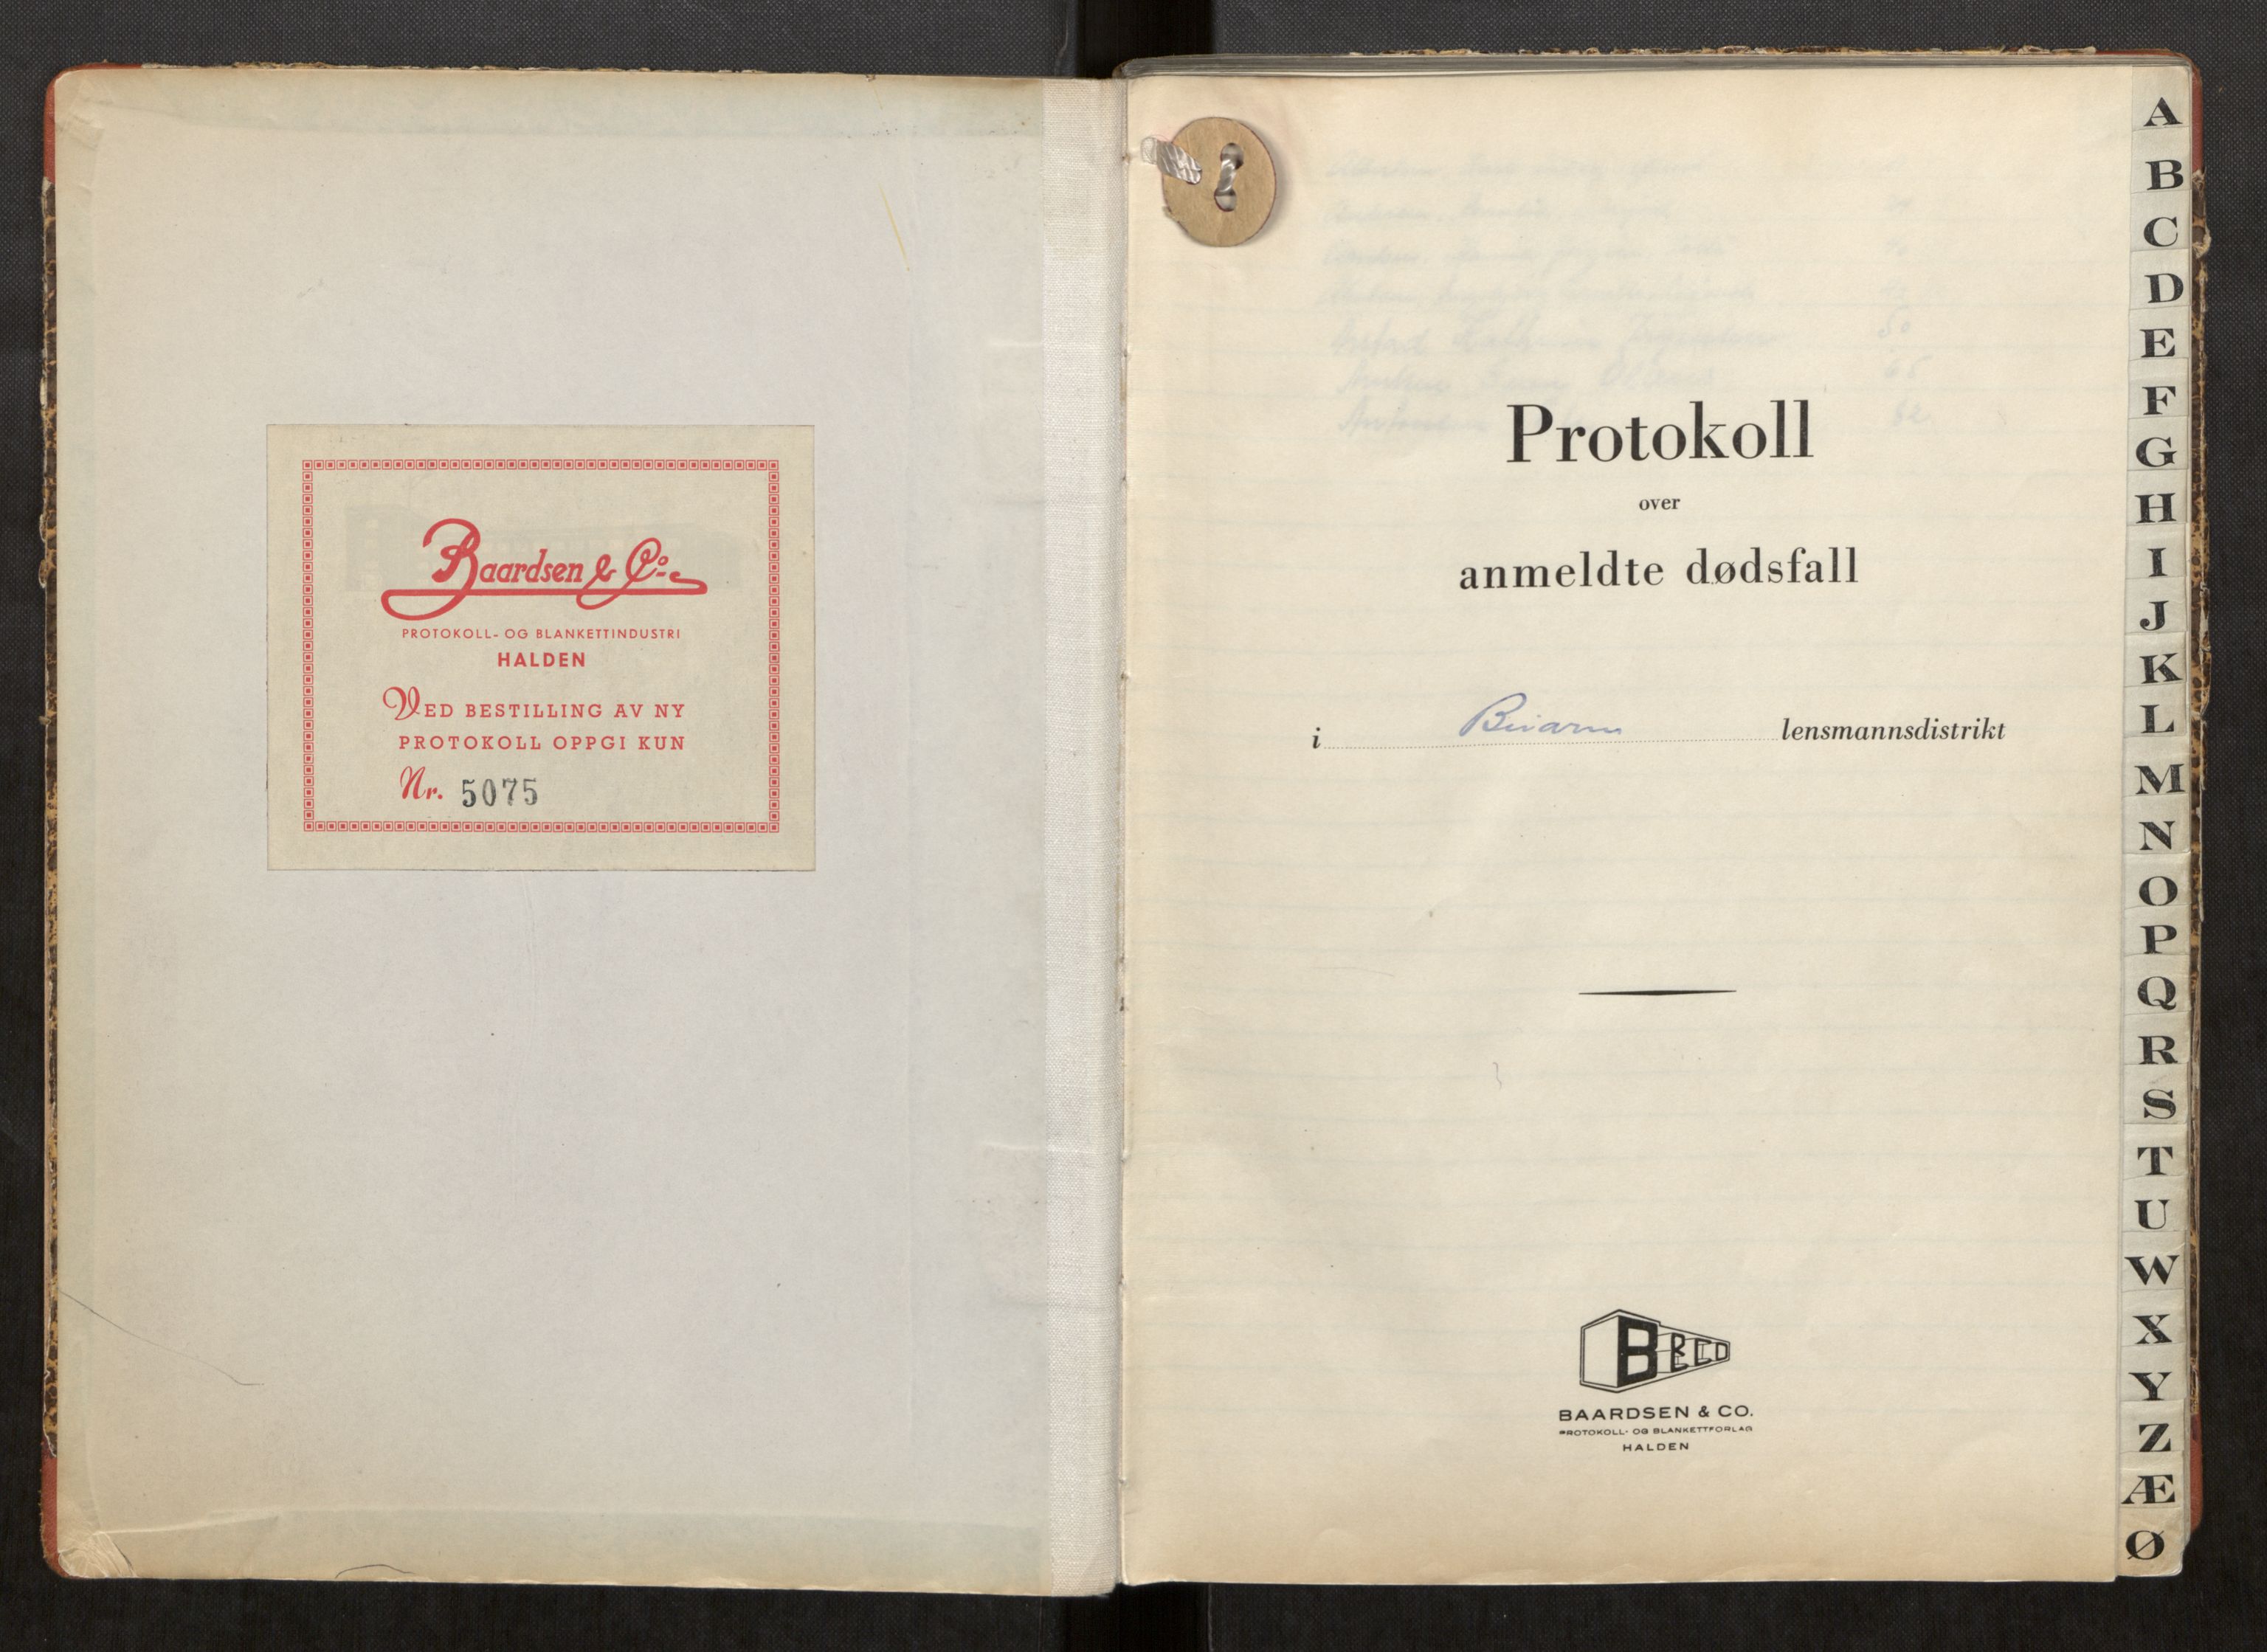 Baardsen & Co.
PROTOKOLL- OG BLANKETTINDUSTRI
HALDEN
VED BESTILLING AV NY
PROTOKOLL OPPGI KUN
Nr. 5075
Protokoll
over
anmeldte dødsfall
i Beiarn lensmannsdistrikt
BBCO
BAARDSEN & CO.
PROTOKOLL- OG BLANKETTFORLAG
HALDEN
A
B
C
D
E
F
G
H
I
J
K
L
M
N
O
P
Q
R
S
T
U
W
X
Y
Z
Æ
Ø